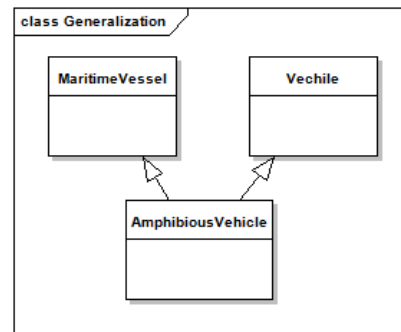 class Generalization
MaritimeVessel
Vechile
AmphibiousVehicle